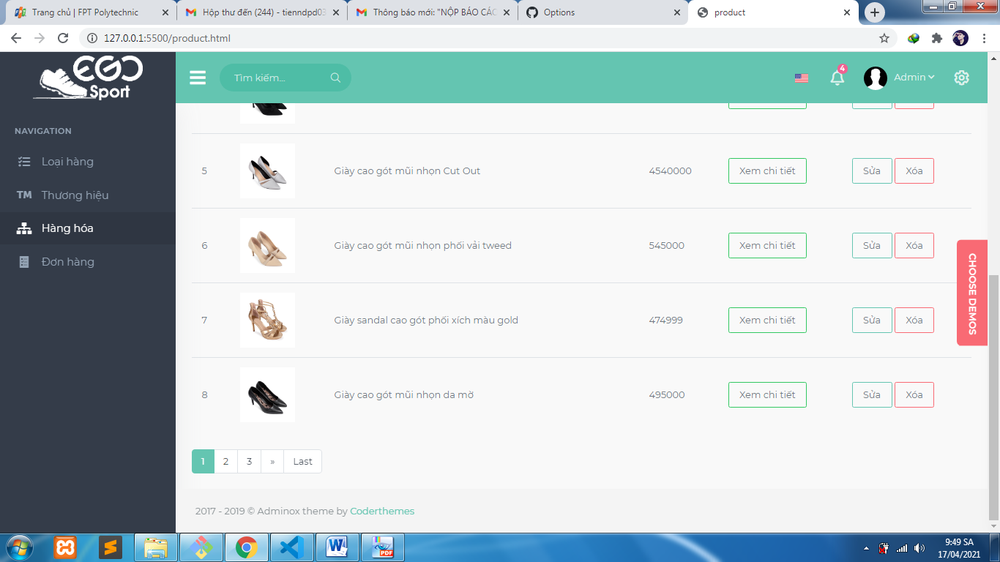 Trang chủ | FPT Polytechnic
Hộp thư đến (244) - tienndpd03
Thông báo mới: "NỘP BÁO CÁO
Options
product
127.0.0.1:5500/product.html
EGO
Sport
Tìm kiếm...
4
Admin
NAVIGATION
Loại hàng
TM Thương hiệu
Hàng hóa
Đơn hàng
5 Giày cao gót mũi nhọn Cut Out 4540000 Xem chi tiết Sửa Xóa
6 Giày cao gót mũi nhọn phối vải tweed 545000 Xem chi tiết Sửa Xóa
7 Giày sandal cao gót phối xích màu gold 474999 Xem chi tiết Sửa Xóa
8 Giày cao gót mũi nhọn da mờ 495000 Xem chi tiết Sửa Xóa
CHOOSE DEMOS
1 2 3 » Last
2017 - 2019 © Adminox theme by Coderthemes
PDF
9:49 SA
17/04/2021